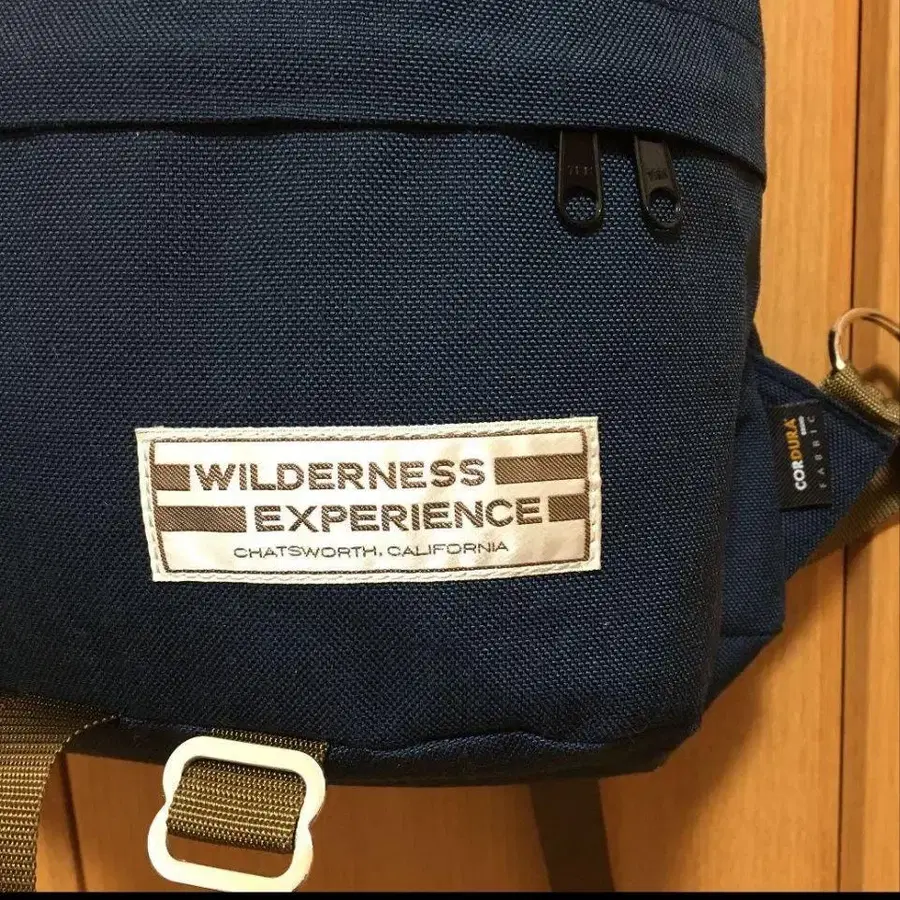 WILDERNESS
EXPERIENCE
CHATSWORTH, CALIFORNIA
CORDURA
FABRIC